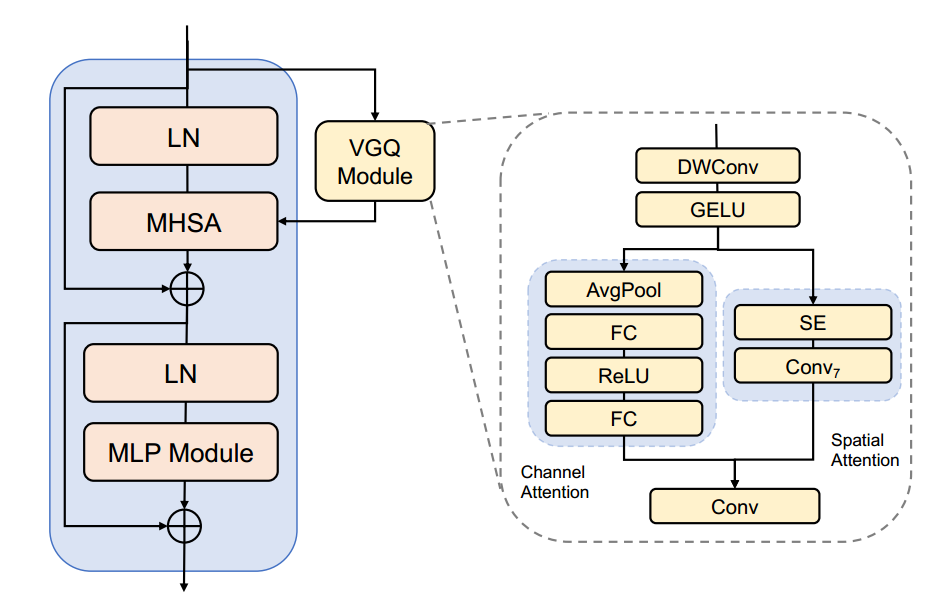 LN
MHSA
LN
MLP Module
VGQ
Module
DWConv
GELU
AvgPool
FC
ReLU
FC
Channel
Attention
SE
Conv₇
Spatial
Attention
Conv